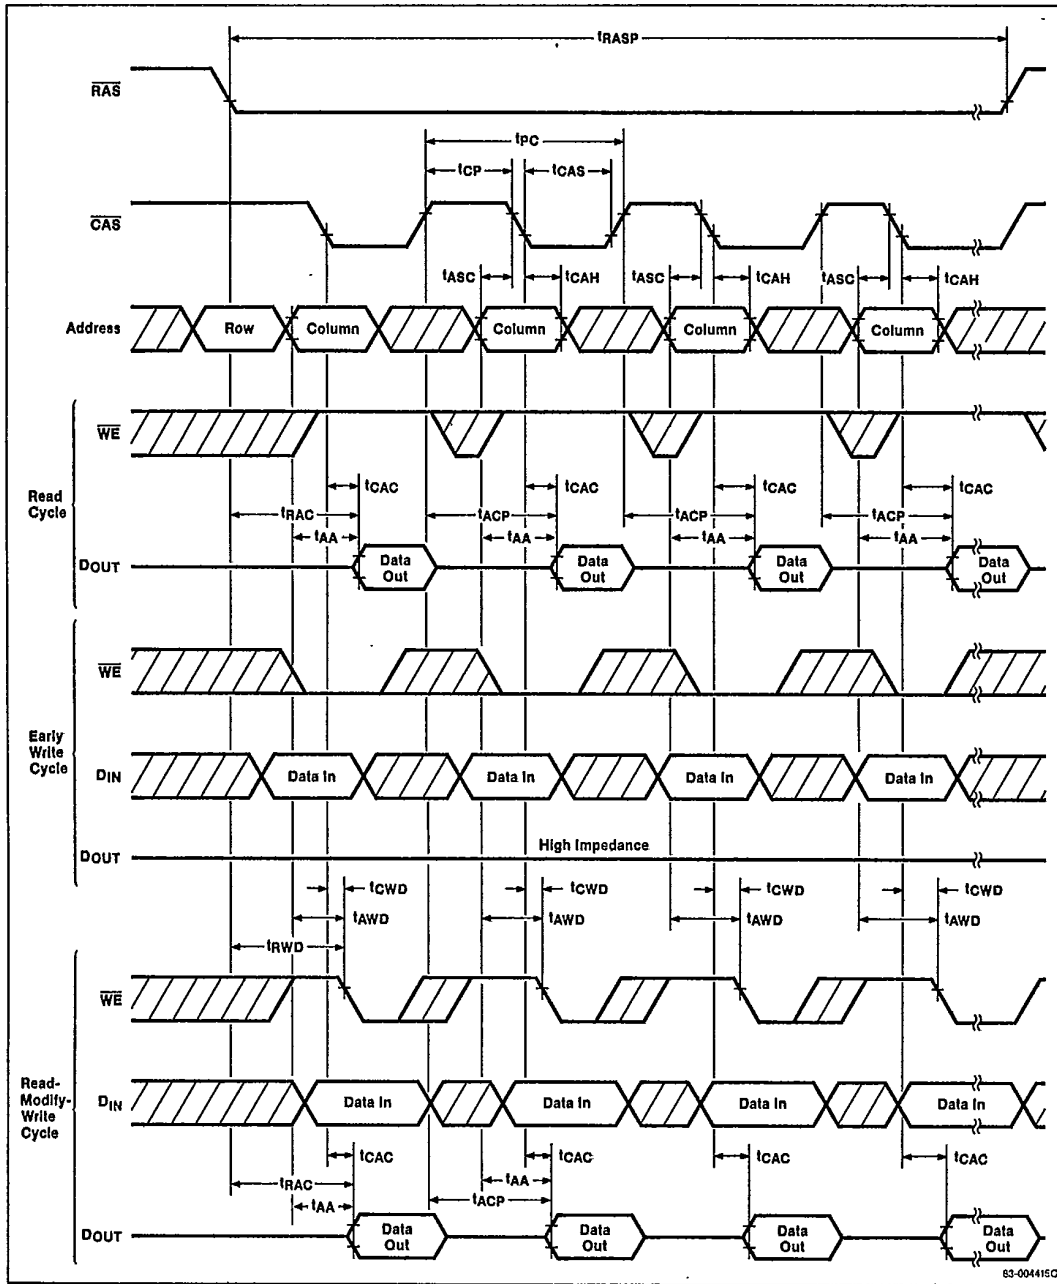 tRASP
RAS
tPC
tCP tCAS
CAS
tASC tCAH tASC tCAH tASC tCAH
Address Row Column Column Column Column
WE
tCAC tCAC tCAC tCAC
Read Cycle
tRAC tACP tACP tACP
tAA tAA tAA tAA
DOUT Data Out Data Out Data Out Data Out
WE
Early Write Cycle
DIN Data In Data In Data In Data In
High Impedance
DOUT
tCWD tCWD tCWD tCWD
tAWD tAWD tAWD tAWD
tRWD
WE
Read-Modify-Write Cycle
DIN Data In Data In Data In Data In
tCAC tCAC tCAC tCAC
tRAC tAA
tAA tACP
DOUT Data Out Data Out Data Out Data Out
83-004415C